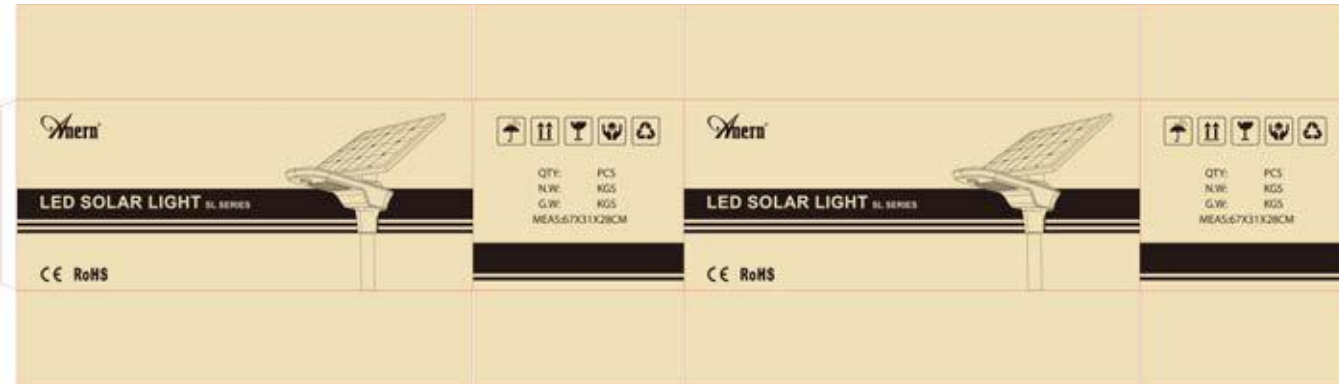 Anern
LED SOLAR LIGHT SL SERIES
CE RoHS
QTY: PCS
N.W: KGS
G.W: KGS
MEAS:67X31X28CM
Anern
LED SOLAR LIGHT SL SERIES
CE RoHS
QTY: PCS
N.W: KGS
G.W: KGS
MEAS:67X31X28CM